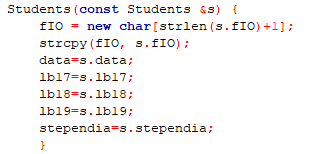 Students(const Students &s) {
fIO = new char[strlen(s.fIO)+1];
strcpy(fIO, s.fIO);
data=s.data;
lb17=s.lb17;
lb18=s.lb18;
lb19=s.lb19;
stependia=s.stependia;
}